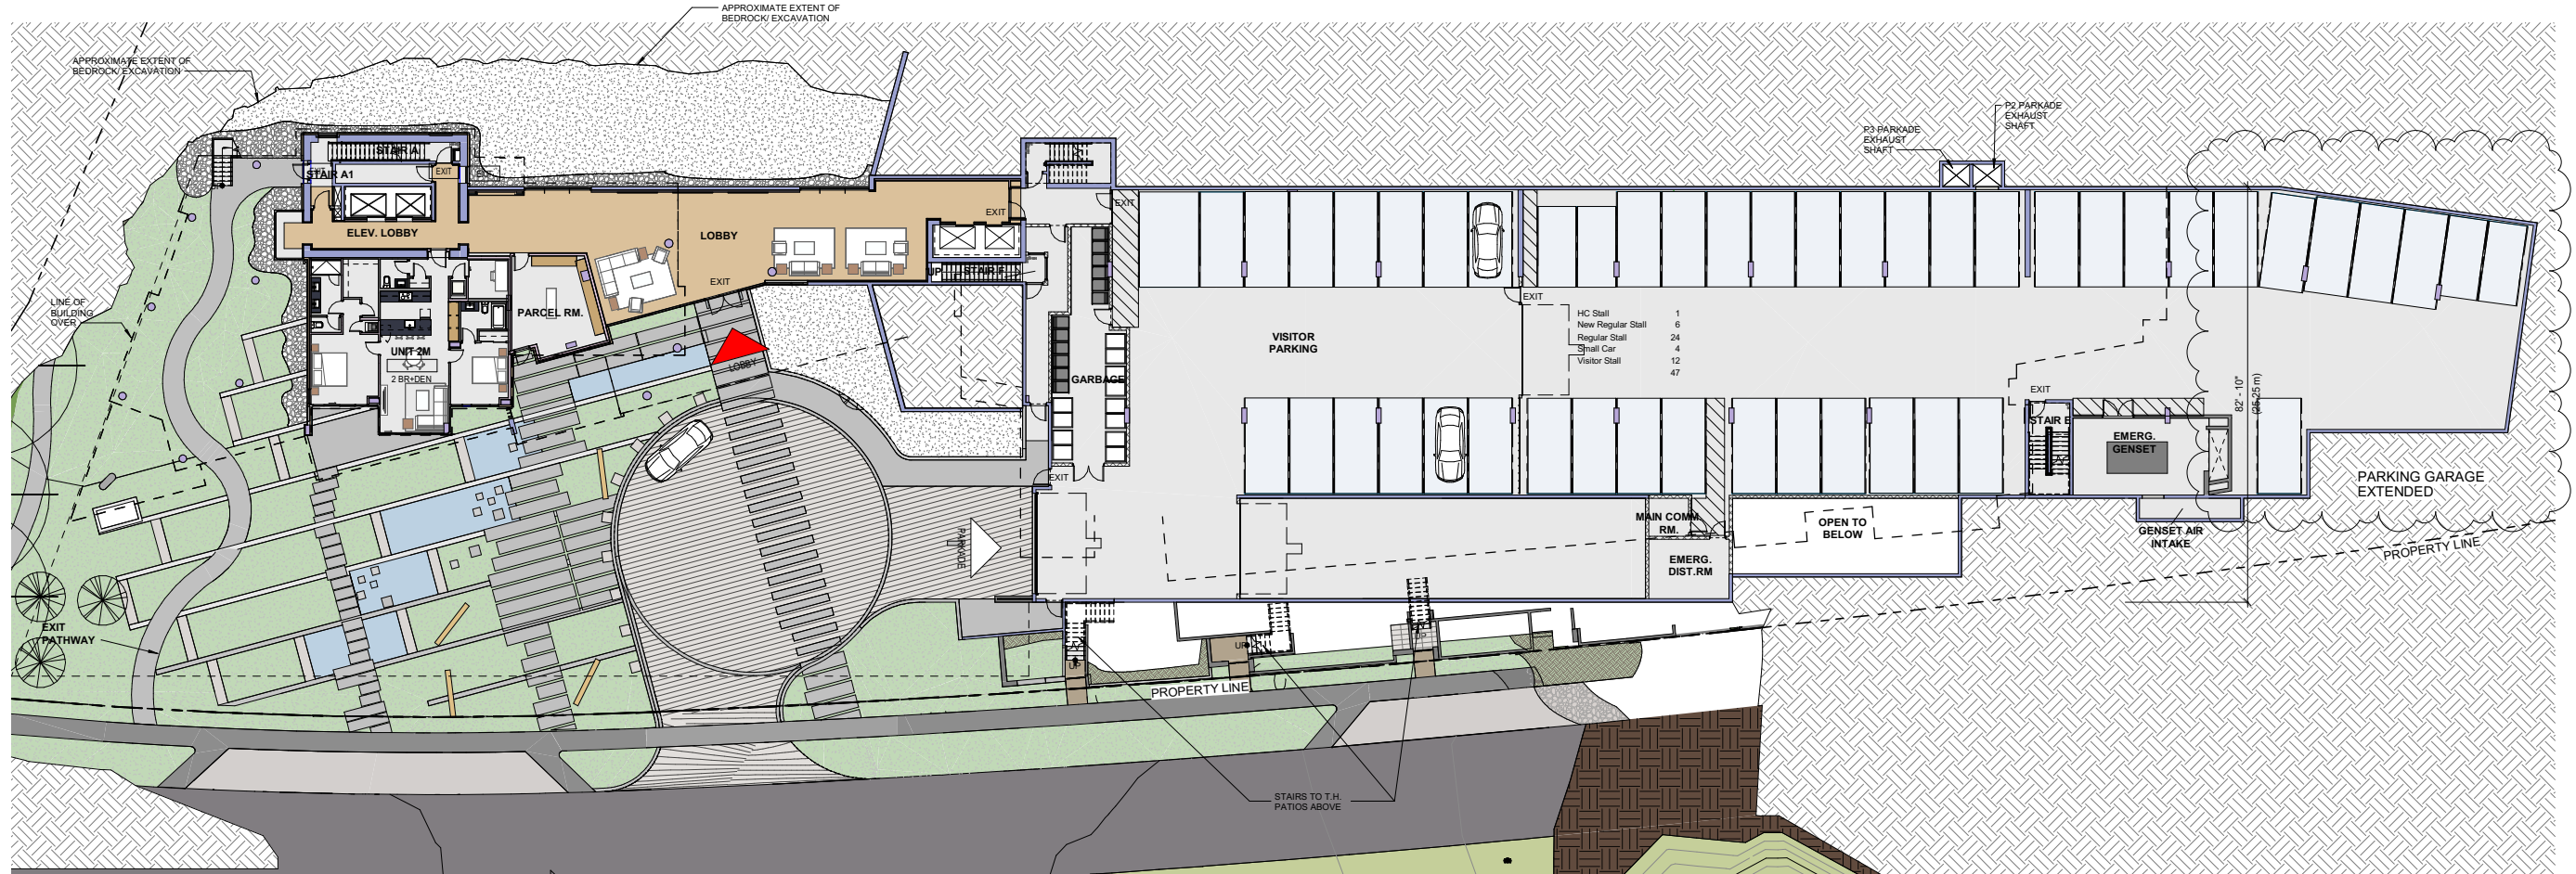 APPROXIMATE EXTENT OF
BEDROCK/ EXCAVATION
APPROXIMATE EXTENT OF
BEDROCK/ EXCAVATION
P2 PARKADE
EXHAUST
SHAFT
P3 PARKADE
EXHAUST
SHAFT
STAIR A
STAIR A1
EXIT
UP
ELEV. LOBBY
LOBBY
EXIT
EXIT
EXIT
UP
STAIR F
EXIT
LINE OF
BUILDING
OVER
PARCEL RM.
UNIT 2M
2 BR+DEN
LOBBY
GARBAGE
VISITOR
PARKING
EXIT
HC Stall 1
New Regular Stall 6
Regular Stall 24
Small Car 4
Visitor Stall 12
47
82' - 10"
(25.25 m)
EXIT
STAIR E
EMERG.
GENSET
EXIT
PARKADE
MAIN COMM.
RM.
EMERG.
DIST.RM
OPEN TO
BELOW
GENSET AIR
INTAKE
PARKING GARAGE
EXTENDED
PROPERTY LINE
EXIT
PATHWAY
UP
UP
UP
PROPERTY LINE
STAIRS TO T.H.
PATIOS ABOVE